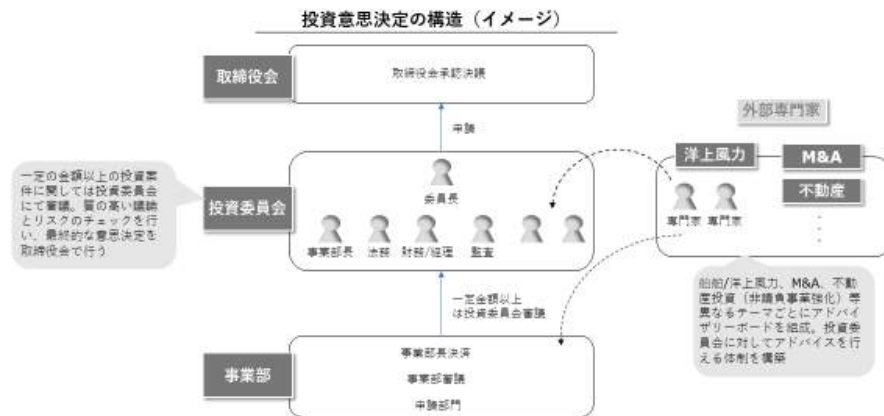 投資意思決定の構造（イメージ）
取締役会
取締役会承認決議
申請
外部専門家
洋上風力
M&A
不動産
専門家
専門家
一定の金額以上の投資案
件に関しては投資委員会
にて審議。質の高い議論
とリスクのチェックを行
い、最終的な意思決定を
取締役会で行う
投資委員会
委員長
事業部長
法務
財務/経理
監査
一定金額以上
は投資委員会審議
船舶/洋上風力、M&A、不動
産投資（非請負事業強化）等
異なるテーマごとにアドバイ
ザリーボードを組成。投資委
員会に対してアドバイスを行
える体制を構築
事業部
事業部長決済
事業部審議
申請部門